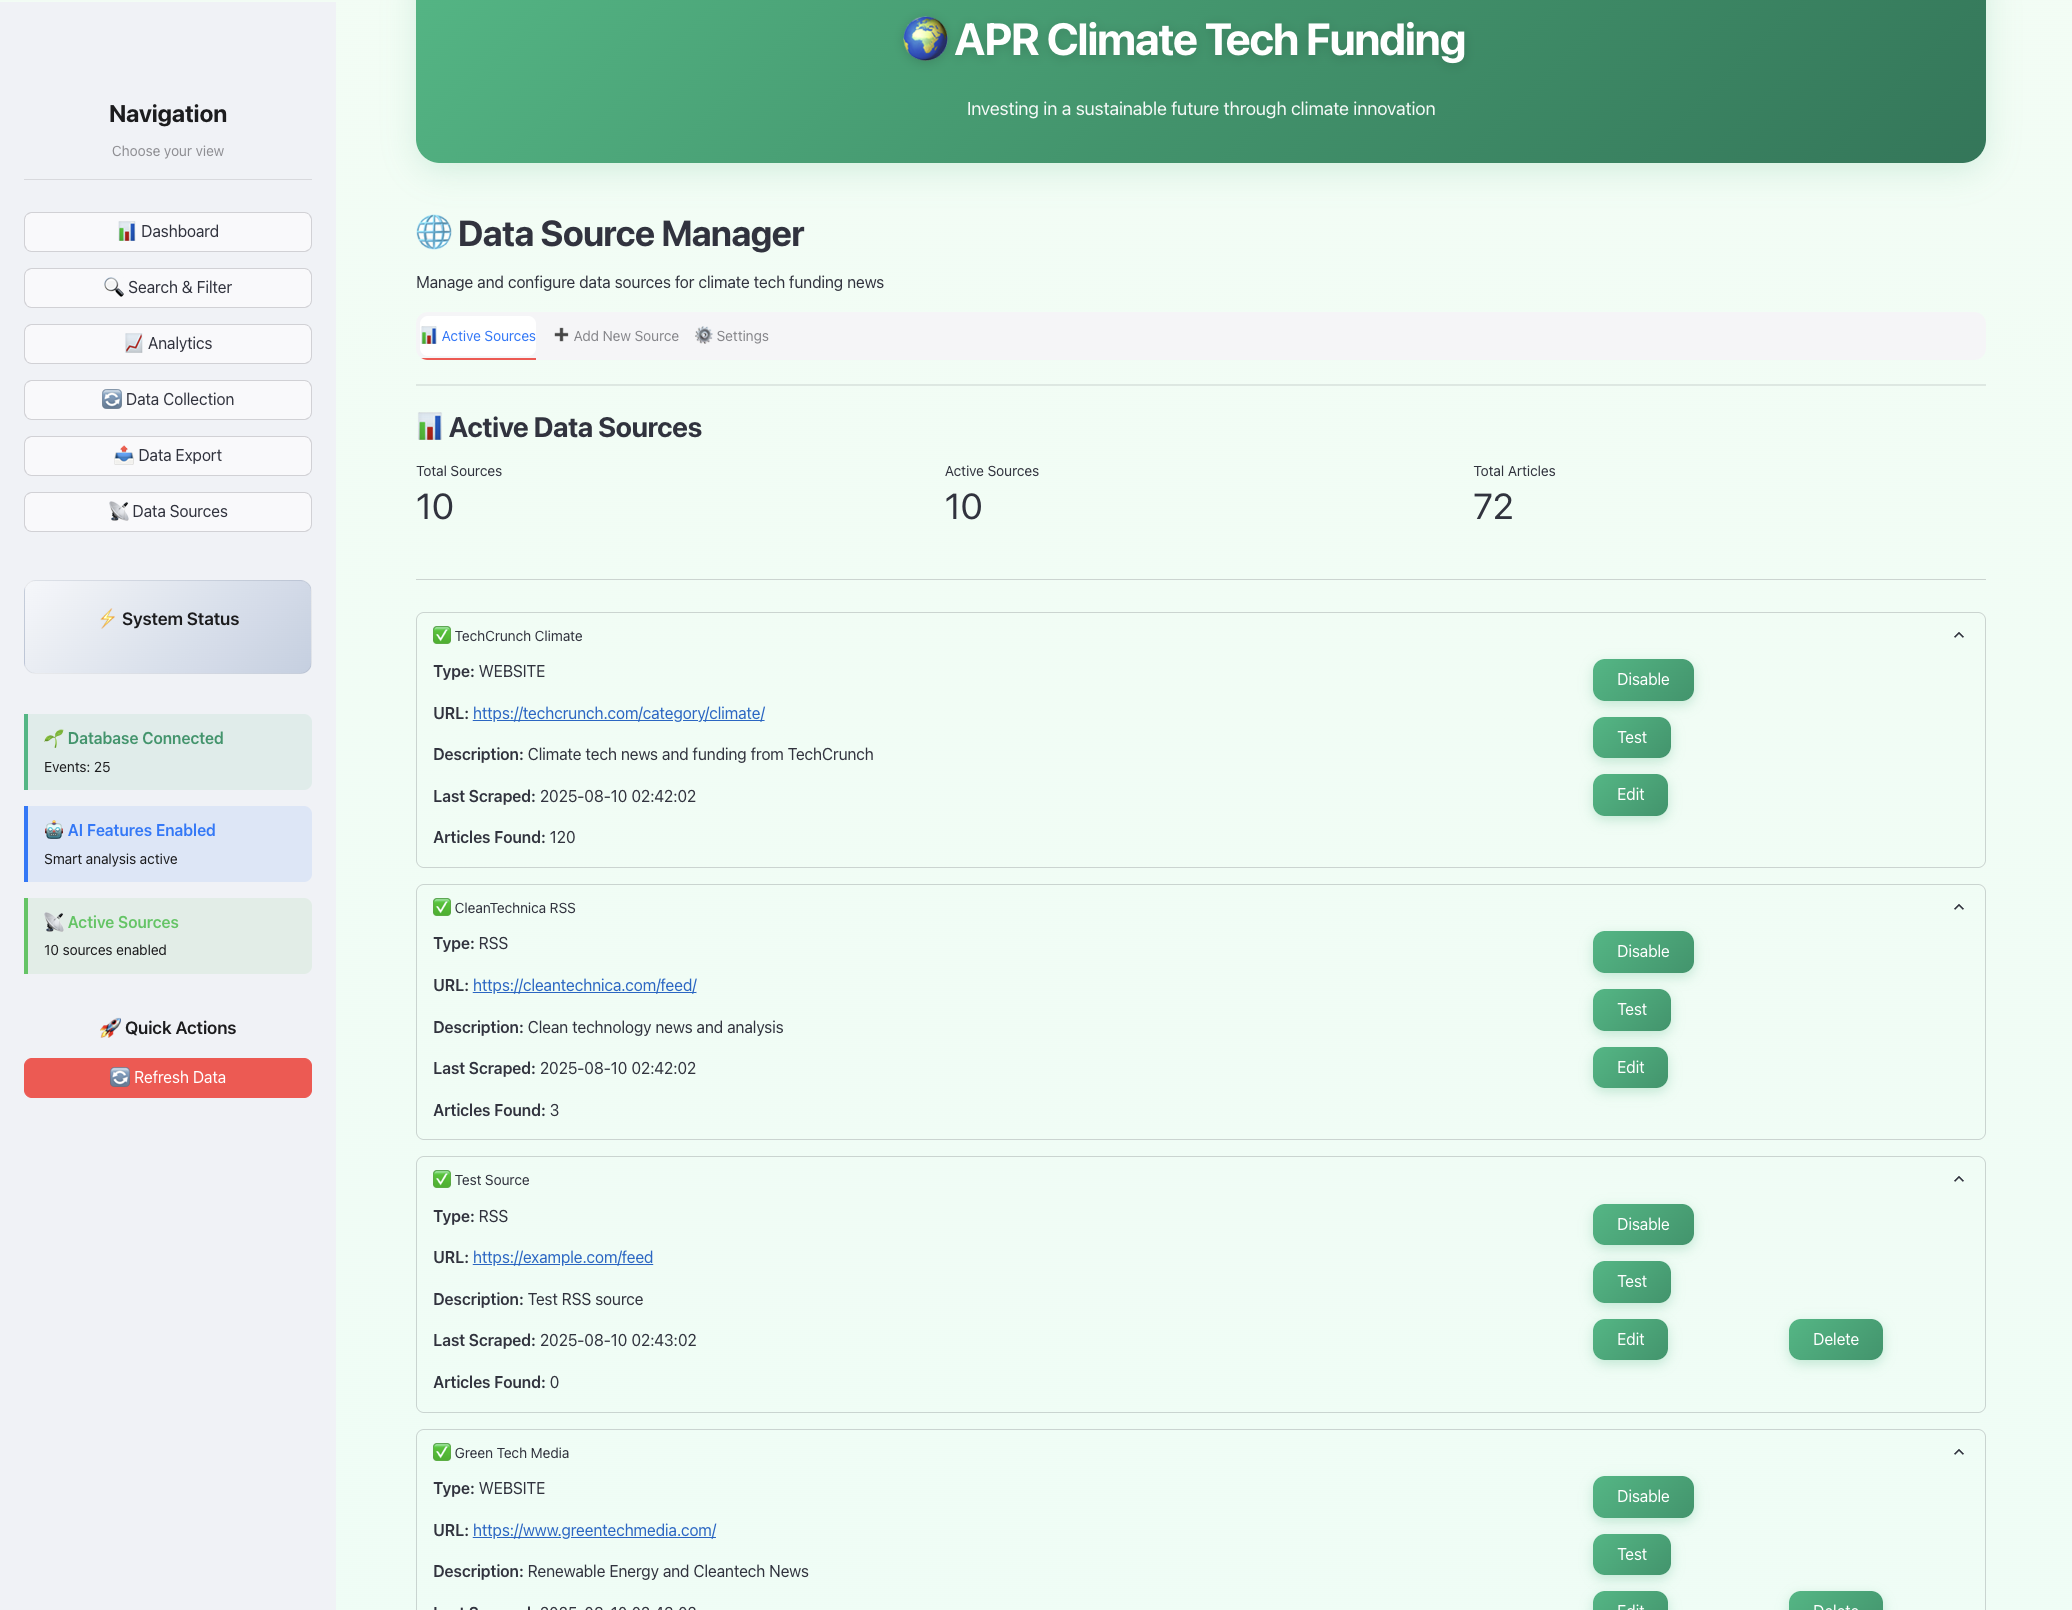 Navigation
Choose your view
Dashboard
Search & Filter
Analytics
Data Collection
Data Export
Data Sources
System Status
Database Connected
Events: 25
AI Features Enabled
Smart analysis active
Active Sources
10 sources enabled
Quick Actions
Refresh Data
APR Climate Tech Funding
Investing in a sustainable future through climate innovation
Data Source Manager
Manage and configure data sources for climate tech funding news
Active Sources Add New Source Settings
Active Data Sources
Total Sources Active Sources Total Articles
10 10 72
TechCrunch Climate
Type: WEBSITE
Disable
URL: https://techcrunch.com/category/climate/
Test
Description: Climate tech news and funding from TechCrunch
Last Scraped: 2025-08-10 02:42:02
Edit
Articles Found: 120
CleanTechnica RSS
Type: RSS
Disable
URL: https://cleantechnica.com/feed/
Test
Description: Clean technology news and analysis
Last Scraped: 2025-08-10 02:42:02
Edit
Articles Found: 3
Test Source
Type: RSS
Disable
URL: https://example.com/feed
Test
Description: Test RSS source
Last Scraped: 2025-08-10 02:43:02
Edit Delete
Articles Found: 0
Green Tech Media
Type: WEBSITE
Disable
URL: https://www.greentechmedia.com/
Test
Description: Renewable Energy and Cleantech News
Edit Delete